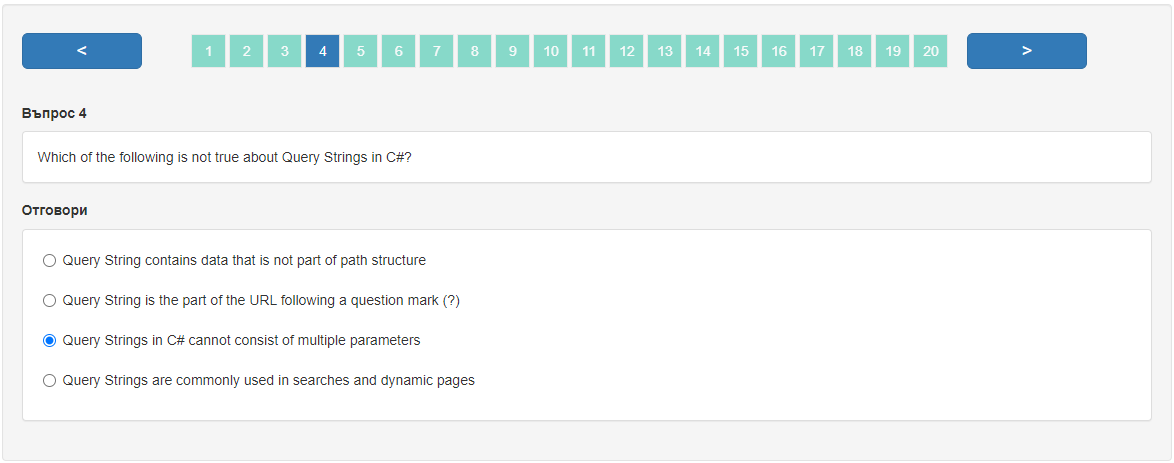 < 1 2 3 4 5 6 7 8 9 10 11 12 13 14 15 16 17 18 19 20 >
Въпрос 4
Which of the following is not true about Query Strings in C#?
Отговори
Query String contains data that is not part of path structure
Query String is the part of the URL following a question mark (?)
Query Strings in C# cannot consist of multiple parameters
Query Strings are commonly used in searches and dynamic pages